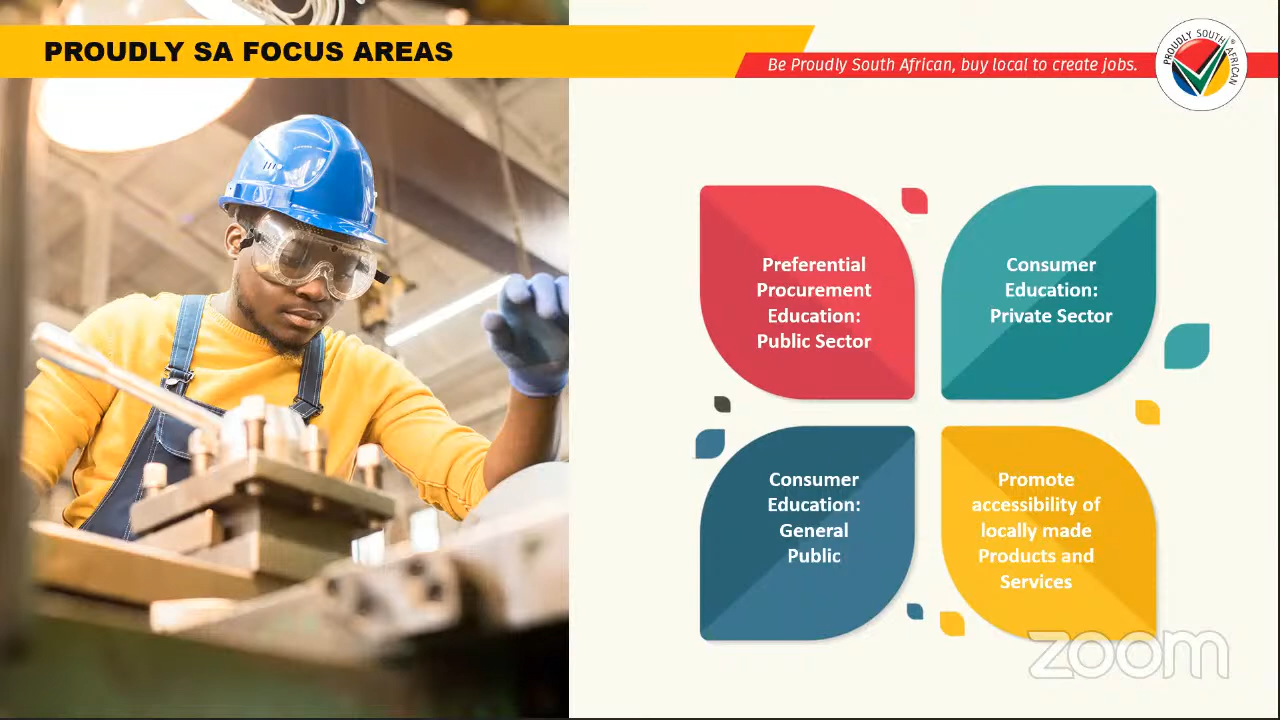 PROUDLY SA FOCUS AREAS
Be Proudly South African, buy local to create jobs.
PROUDLY SOUTH AFRICAN
®
Preferential
Procurement
Education:
Public Sector
Consumer
Education:
Private Sector
Consumer
Education:
General
Public
Promote
accessibility of
locally made
Products and
Services
zoom